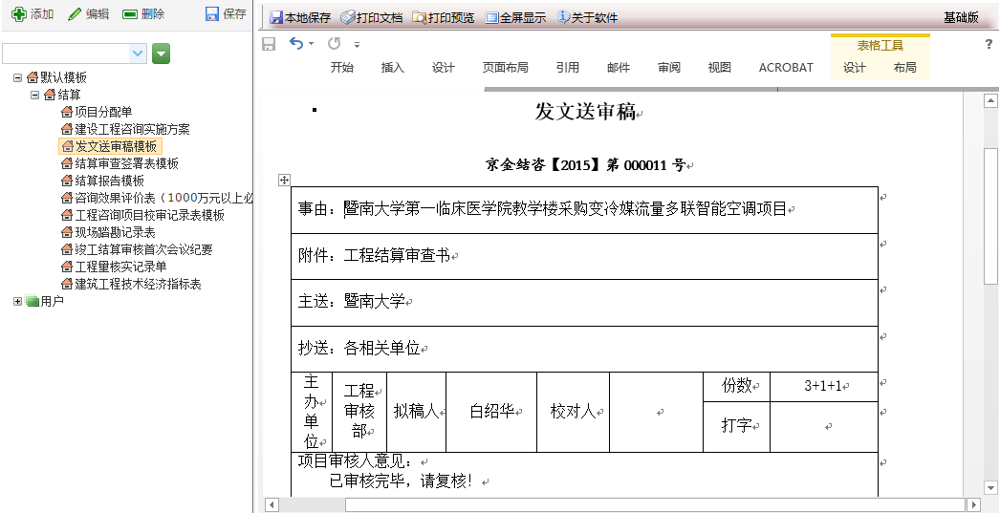 添加 编辑 删除 保存
默认模板
结算
项目分配单
建设工程咨询实施方案
发文送审稿模板
结算审查签署表模板
结算报告模板
咨询效果评价表（1000万元以上必
工程咨询项目校审记录表模板
现场踏勘记录表
竣工结算审核首次会议纪要
工程量核实记录单
建筑工程技术经济指标表
用户
本地保存 打印文档 打印预览 全屏显示 关于软件 基础版
表格工具 ?
开始 插入 设计 页面布局 引用 邮件 审阅 视图 ACROBAT 设计 布局
发文送审稿
京金结咨【2015】第 000011 号
事由：暨南大学第一临床医学院教学楼采购变冷媒流量多联智能空调项目
附件：工程结算审查书
主送：暨南大学
抄送：各相关单位
主办单位 工程审核部 拟稿人 白绍华 校对人 份数 3+1+1
打字
项目审核人意见：
已审核完毕，请复核！